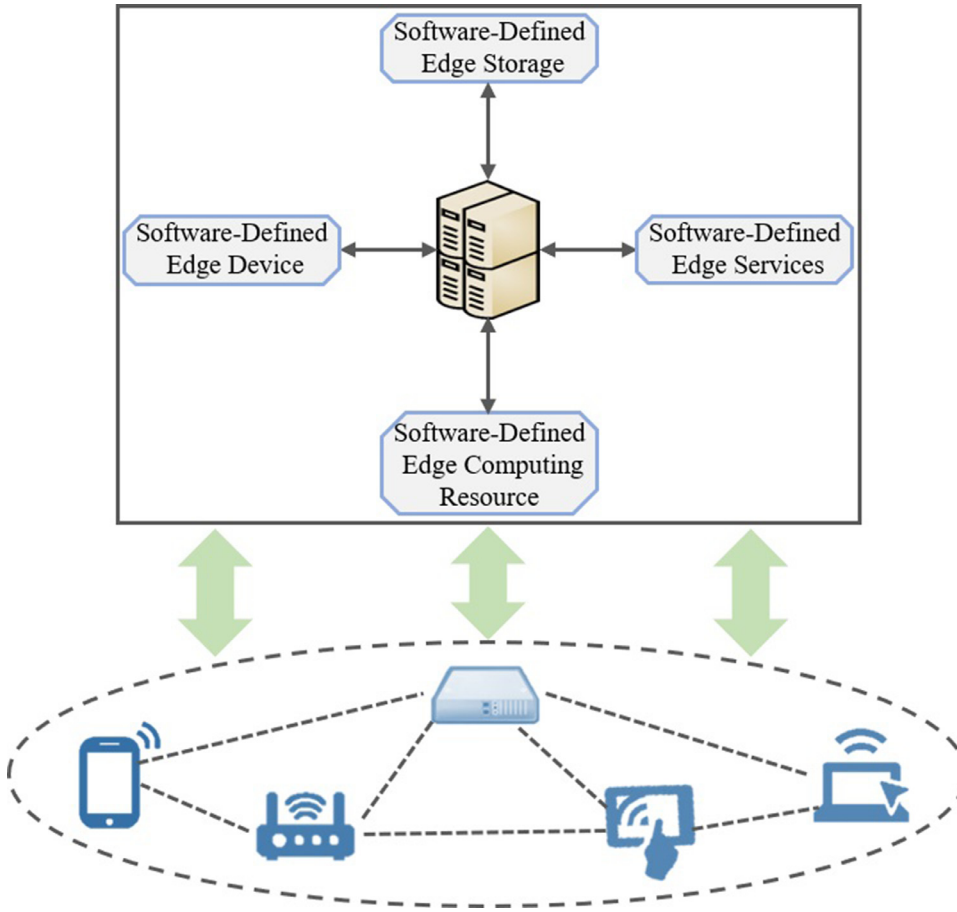 Software-Defined
Edge Storage
Software-Defined
Edge Device
Software-Defined
Edge Services
Software-Defined
Edge Computing
Resource